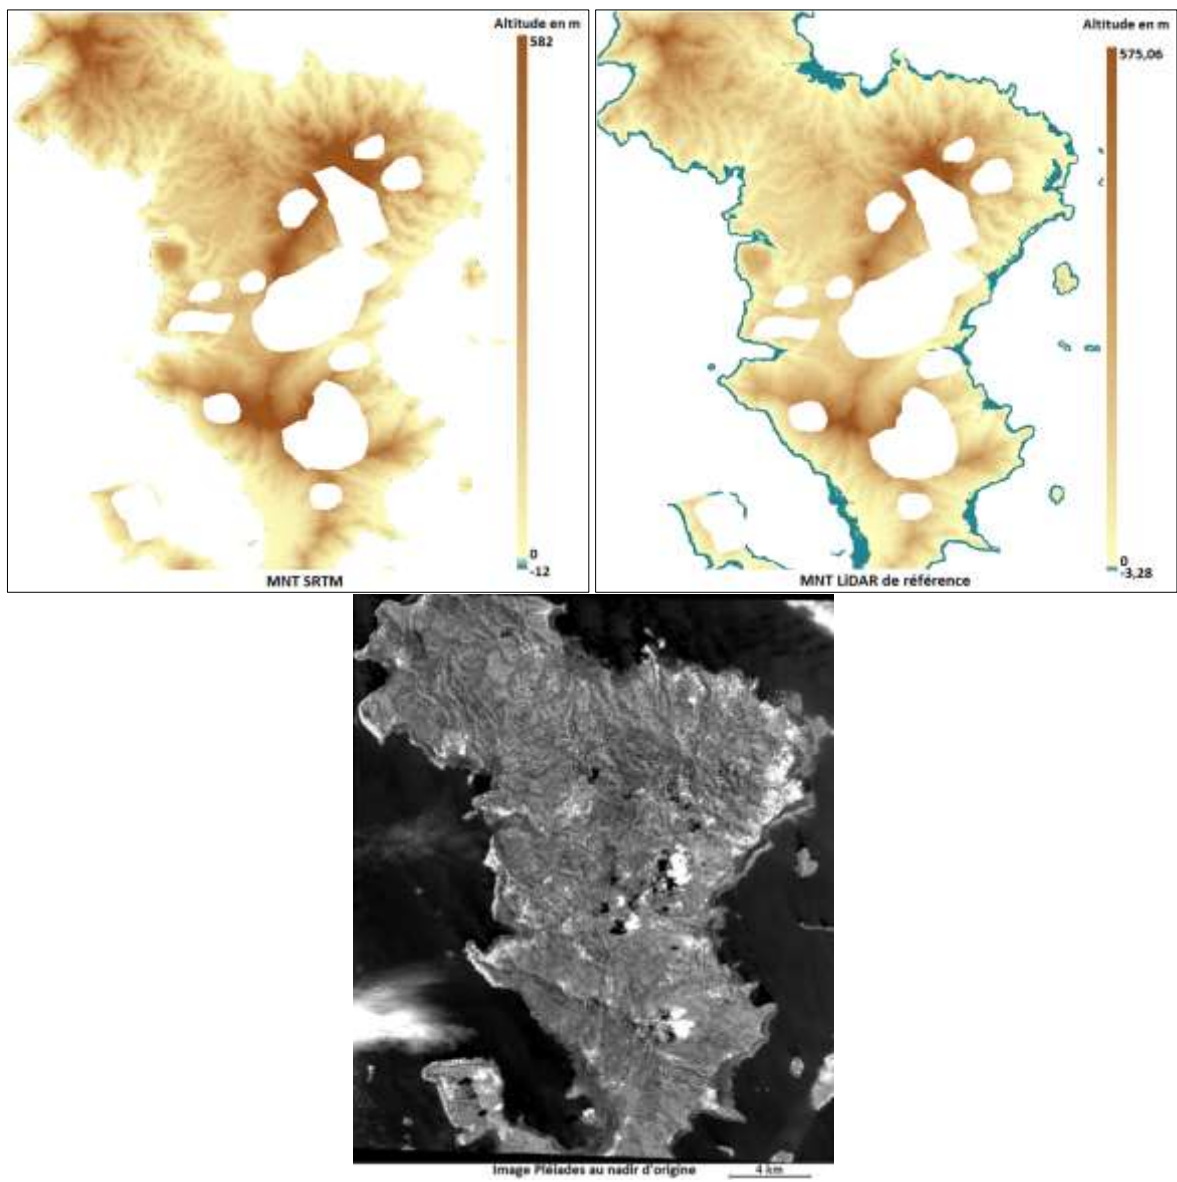 Altitude en m
582
0
-12
MNT SRTM
Altitude en m
575,06
0
-3,28
MNT LiDAR de référence
Image Pléiades au nadir d'origine
4 km